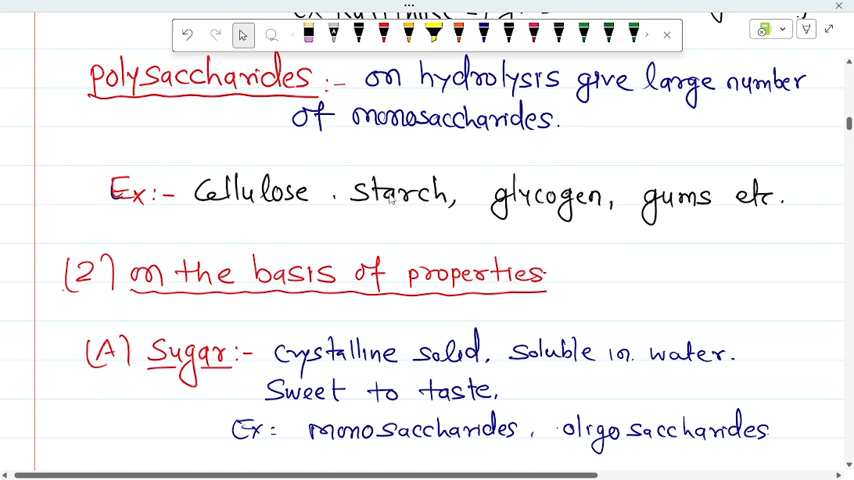 Polysaccharides :- on hydrolysis give large number
of monosaccharides.
Ex:- Cellulose . starch, glycogen, gums etc.
(2) on the basis of properties.
(A) Sugar :- Crystalline solid, Soluble in water.
Sweet to taste.
Ex: monosaccharides, oligosaccharides